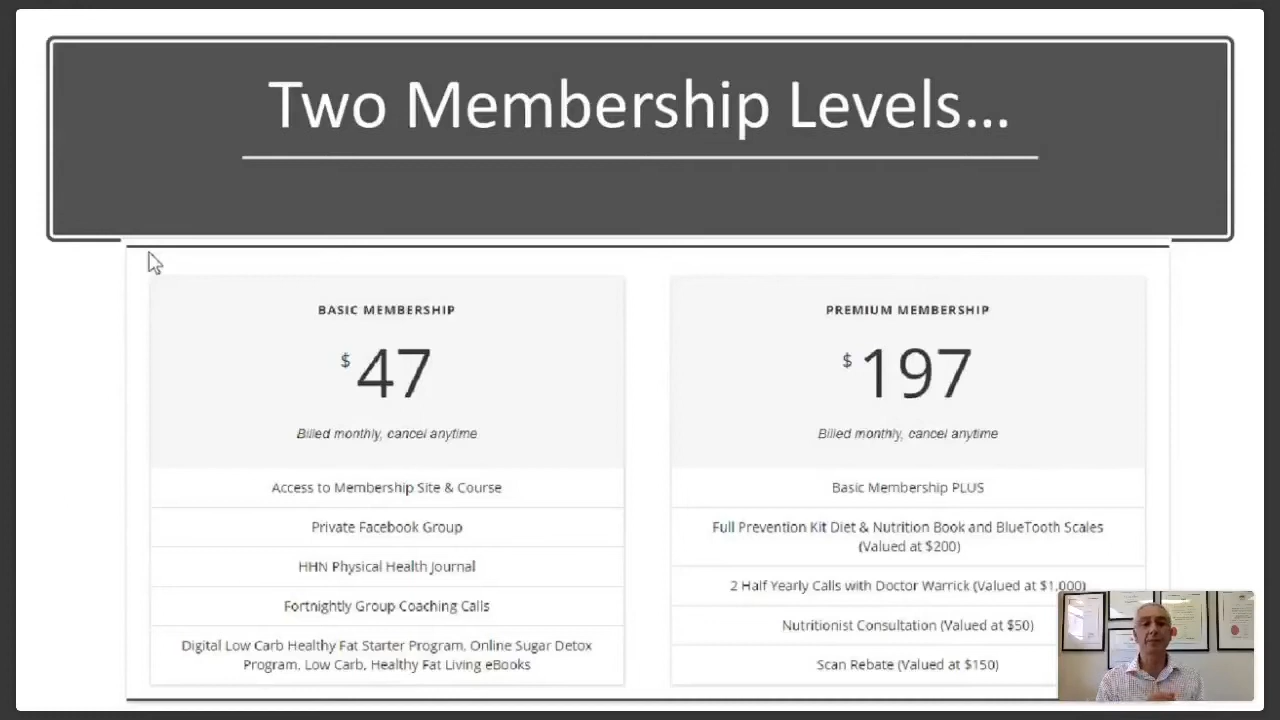 Two Membership Levels...
BASIC MEMBERSHIP
$ 47
Billed monthly, cancel anytime
Access to Membership Site & Course
Private Facebook Group
HHN Physical Health Journal
Fortnightly Group Coaching Calls
Digital Low Carb Healthy Fat Starter Program, Online Sugar Detox
Program, Low Carb, Healthy Fat Living eBooks
PREMIUM MEMBERSHIP
$ 197
Billed monthly, cancel anytime
Basic Membership PLUS
Full Prevention Kit Diet & Nutrition Book and BlueTooth Scales
(Valued at $200)
2 Half Yearly Calls with Doctor Warrick (Valued at $1,000)
Nutritionist Consultation (Valued at $50)
Scan Rebate (Valued at $150)